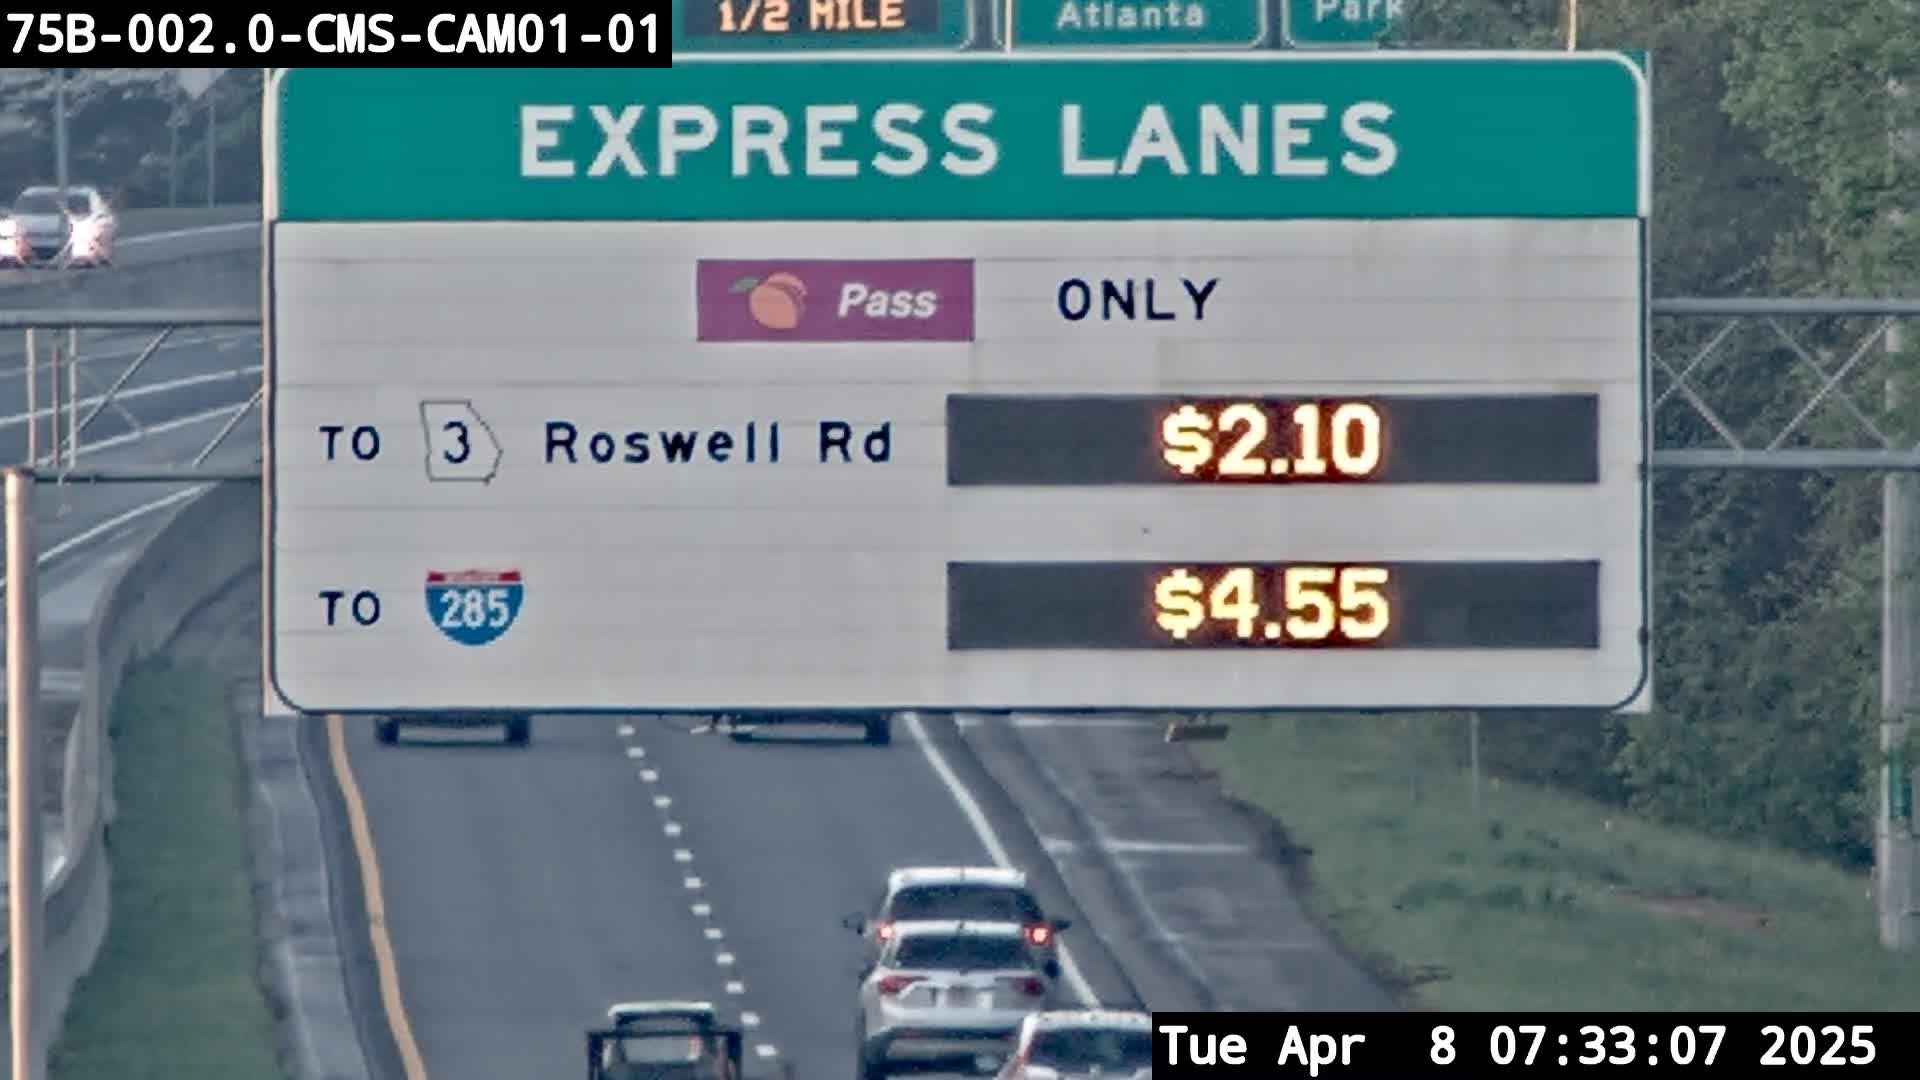 75B-002.0-CMS-CAM01-01
1/2 MILE
Atlanta
Park
EXPRESS LANES
Pass ONLY
TO 3 Roswell Rd $2.10
TO 285 $4.55
Tue Apr 8 07:33:07 2025